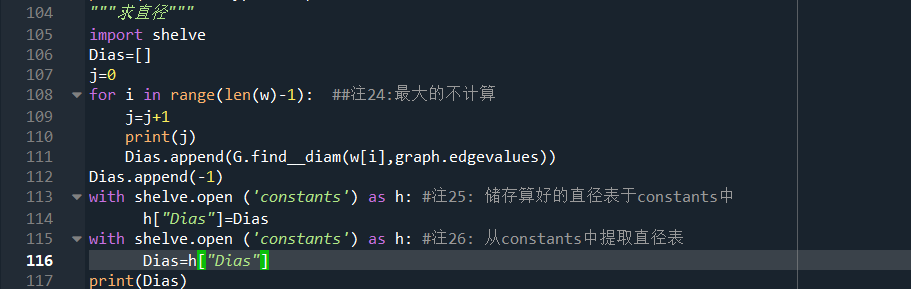 104 """求直径"""
105 import shelve
106 Dias=[]
107 j=0
108 for i in range(len(w)-1):  ##注24:最大的不计算
109     j=j+1
110     print(j)
111     Dias.append(G.find__diam(w[i],graph.edgevalues))
112 Dias.append(-1)
113 with shelve.open ('constants') as h: #注25: 储存算好的直径表于constants中
114       h["Dias"]=Dias
115 with shelve.open ('constants') as h: #注26: 从constants中提取直径表
116       Dias=h["Dias"]
117 print(Dias)